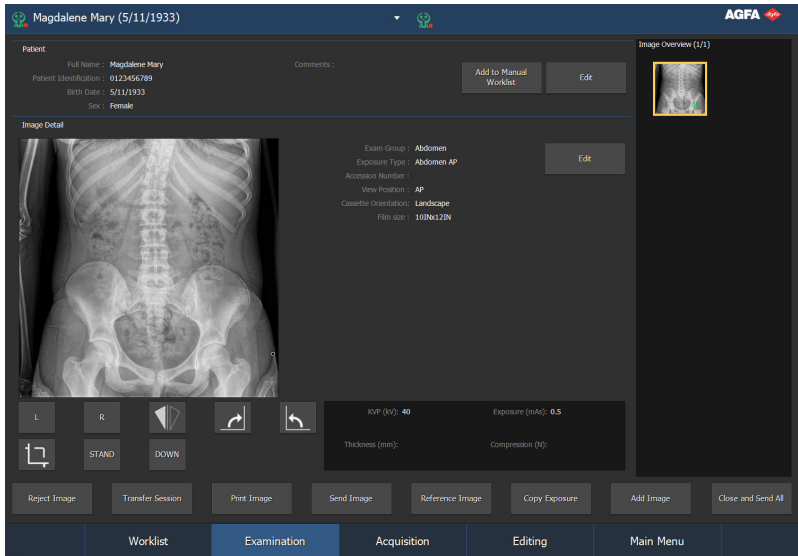 Magdalene Mary (5/11/1933)
AGFA
Patient
Full Name : Magdalene Mary
Patient Identification : 0123456789
Birth Date : 5/11/1933
Sex : Female
Comments :
Add to Manual
Worklist
Edit
Image Overview (1/1)
Image Detail
Exam Group : Abdomen
Exposure Type : Abdomen AP
Accession Number :
View Position : AP
Cassette Orientation: Landscape
Film size : 10INx12IN
Edit
L
R
STAND
DOWN
KVP (kV): 40
Exposure (mAs): 0.5
Thickness (mm):
Compression (N):
Reject Image
Transfer Session
Print Image
Send Image
Reference Image
Copy Exposure
Add Image
Close and Send All
Worklist
Examination
Acquisition
Editing
Main Menu